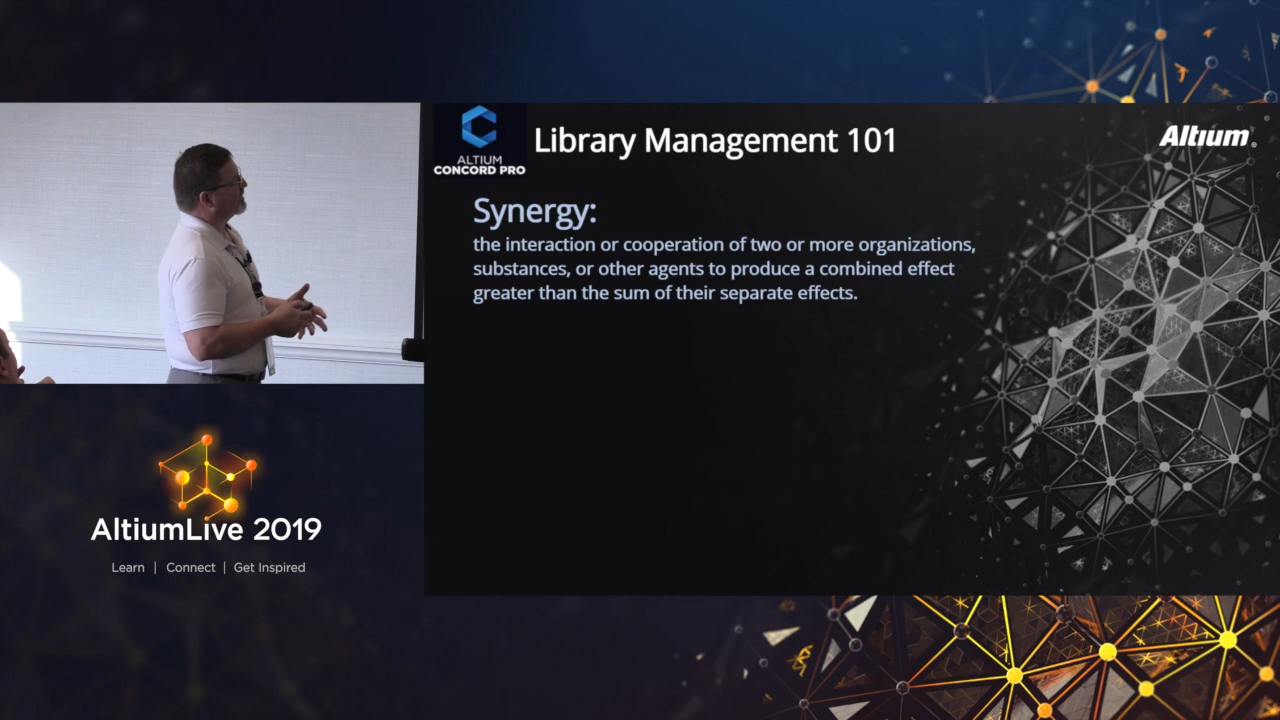 ALTIUM
CONCORD PRO
Library Management 101
Altium
Synergy:
the interaction or cooperation of two or more organizations,
substances, or other agents to produce a combined effect
greater than the sum of their separate effects.
AltiumLive 2019
Learn | Connect | Get Inspired